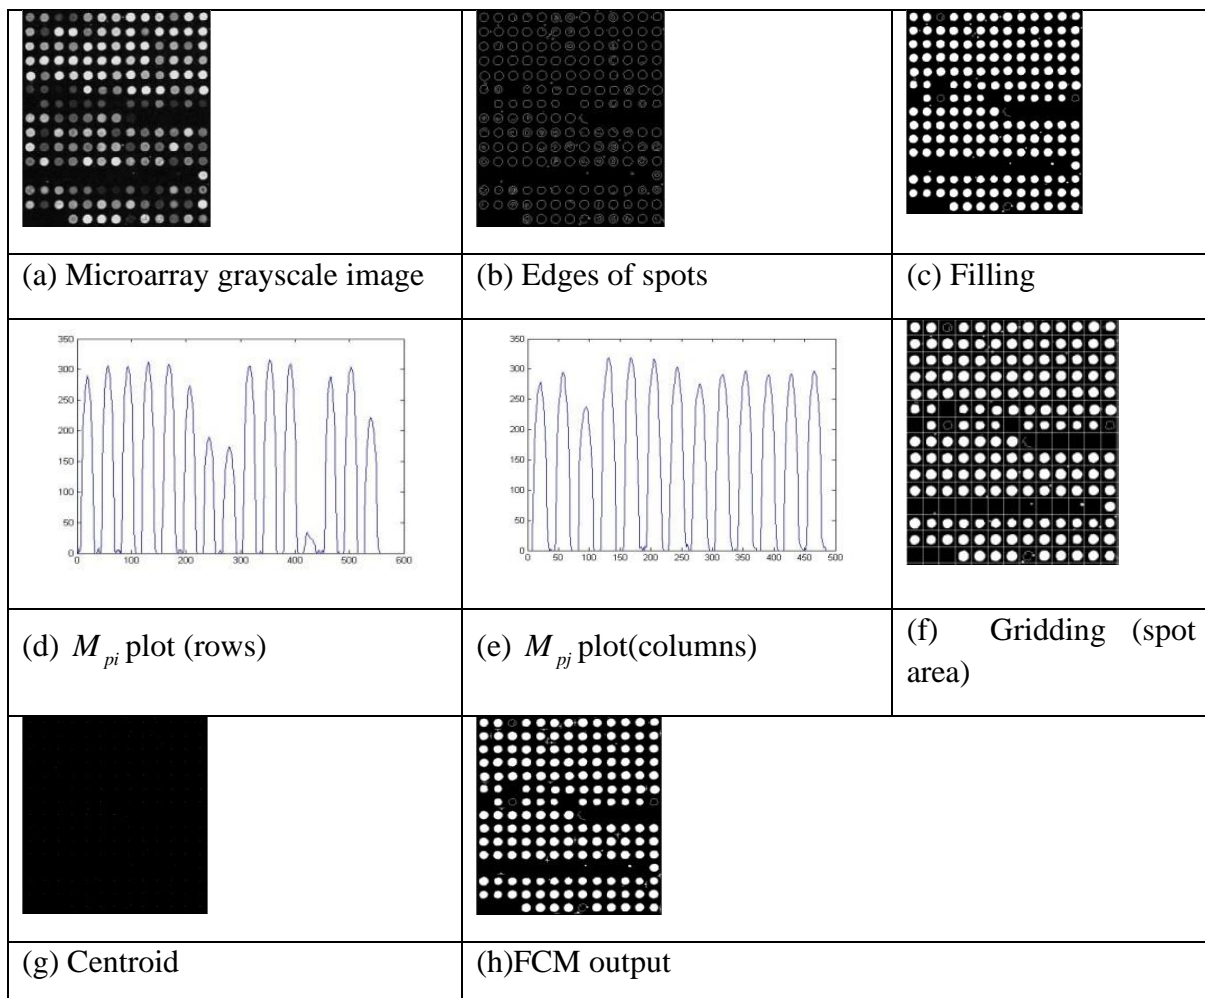 (a) Microarray grayscale image
(b) Edges of spots
(c) Filling
350
300
250
200
150
100
50
0
0 100 200 300 400 500 600
350
300
250
200
150
100
50
0
0 50 100 150 200 250 300 350 400 450 500
(d) M pi plot (rows)
(e) M pj plot(columns)
(f) Gridding (spot
area)
(g) Centroid
(h)FCM output